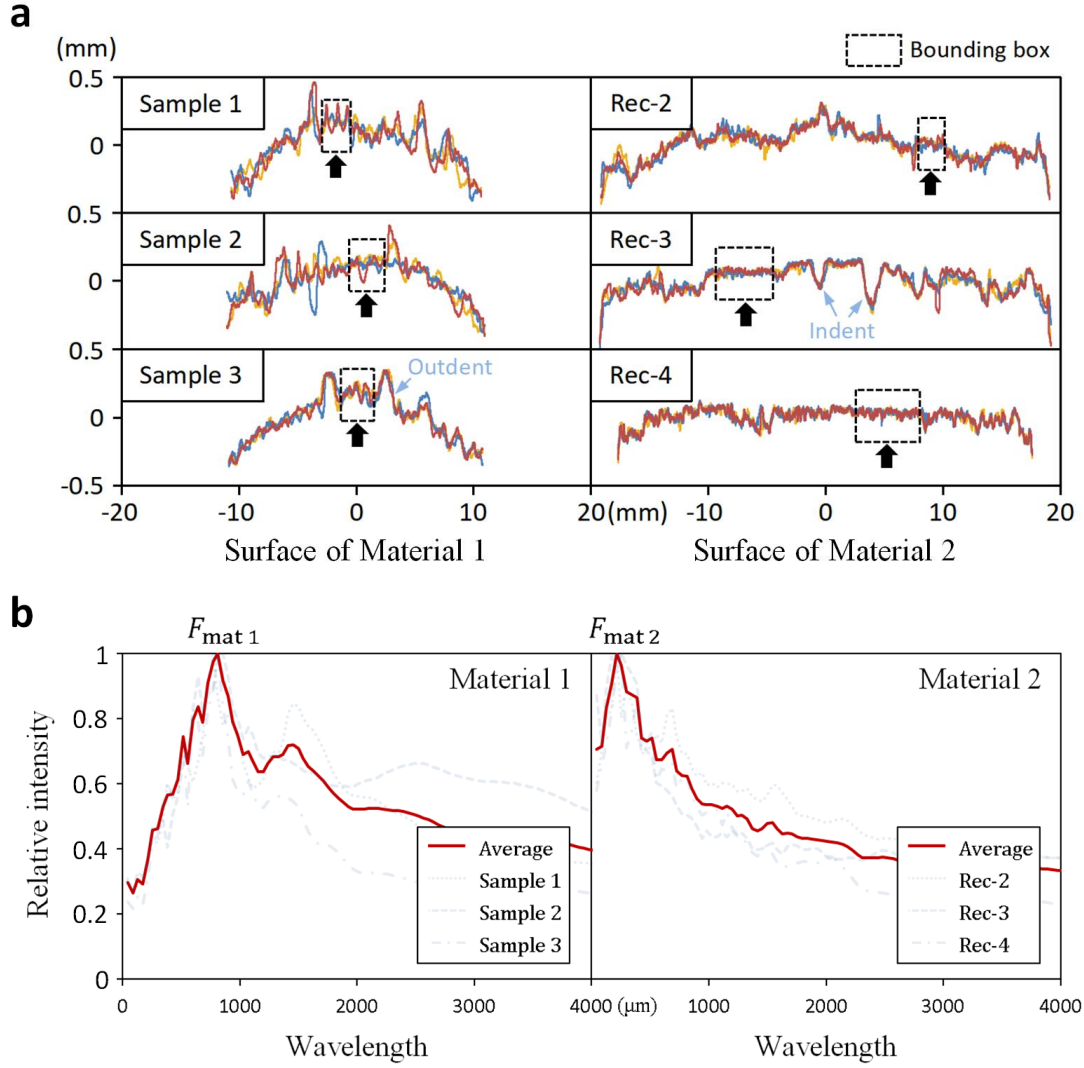 a
(mm)
Bounding box
0.5
Sample 1
Rec-2
0
0.5
Sample 2
Rec-3
0
Indent
0.5
Sample 3
Outdent
Rec-4
0
-0.5
-20
-10
0
10
20
(mm)
-10
0
10
20
Surface of Material 1
Surface of Material 2
b
F mat 1
F mat 2
1
Material 1
Material 2
0.8
0.6
0.4
0.2
0
Relative intensity
Average
Sample 1
Sample 2
Sample 3
Average
Rec-2
Rec-3
Rec-4
0
1000
2000
3000
4000
(μm)
1000
2000
3000
4000
Wavelength
Wavelength